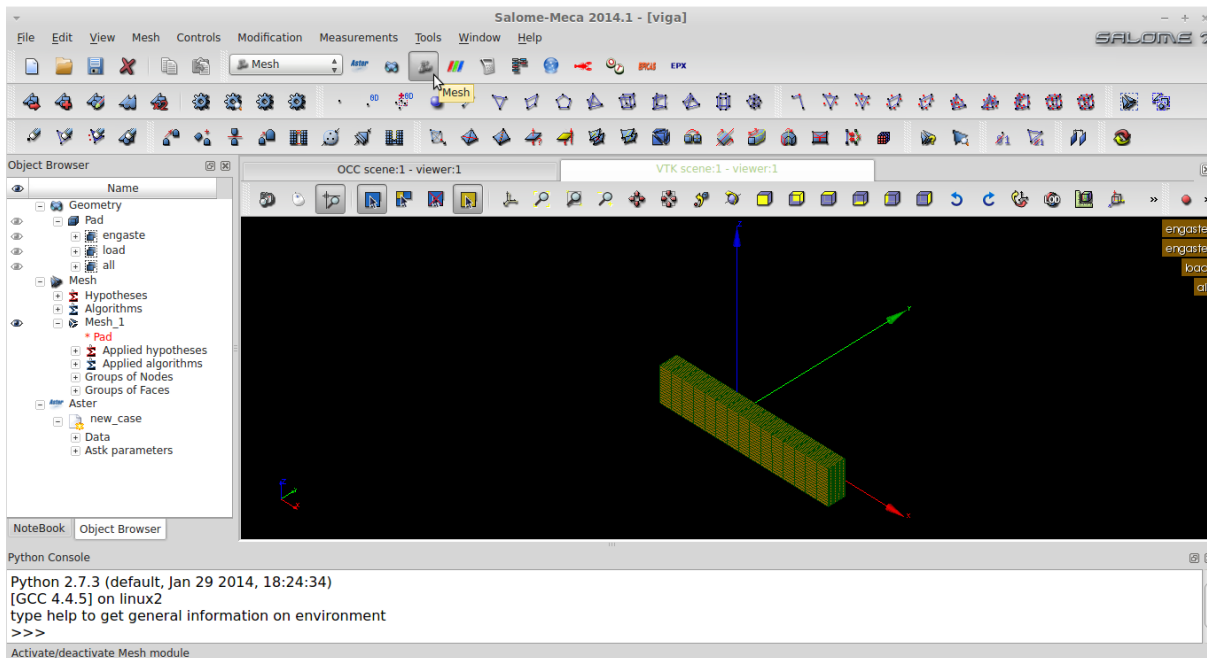 Salome-Meca 2014.1 - [viga]
File Edit View Mesh Controls Modification Measurements Tools Window Help
SALOME
Mesh Aster EPX
Mesh
Object Browser
OCC scene:1 - viewer:1 VTK scene:1 - viewer:1
Name
Geometry
Pad
engaste
load
all
Mesh
Hypotheses
Algorithms
Mesh_1
* Pad
Applied hypotheses
Applied algorithms
Groups of Nodes
Groups of Faces
Aster
new_case
Data
Astk parameters
engaste
engaste
NoteBook Object Browser
Python Console
Python 2.7.3 (default, Jan 29 2014, 18:24:34)
[GCC 4.4.5] on linux2
type help to get general information on environment
>>>
Activate/deactivate Mesh module